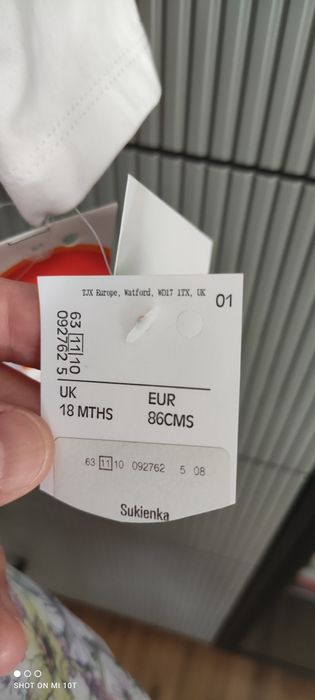 TJX Europe, Watford, WD17 1TX, UK
01
63 11 10
092762 5
UK
18 MTHS
EUR
86CMS
63 11 10 092762 5 08
Sukienka
SHOT ON MI 10T